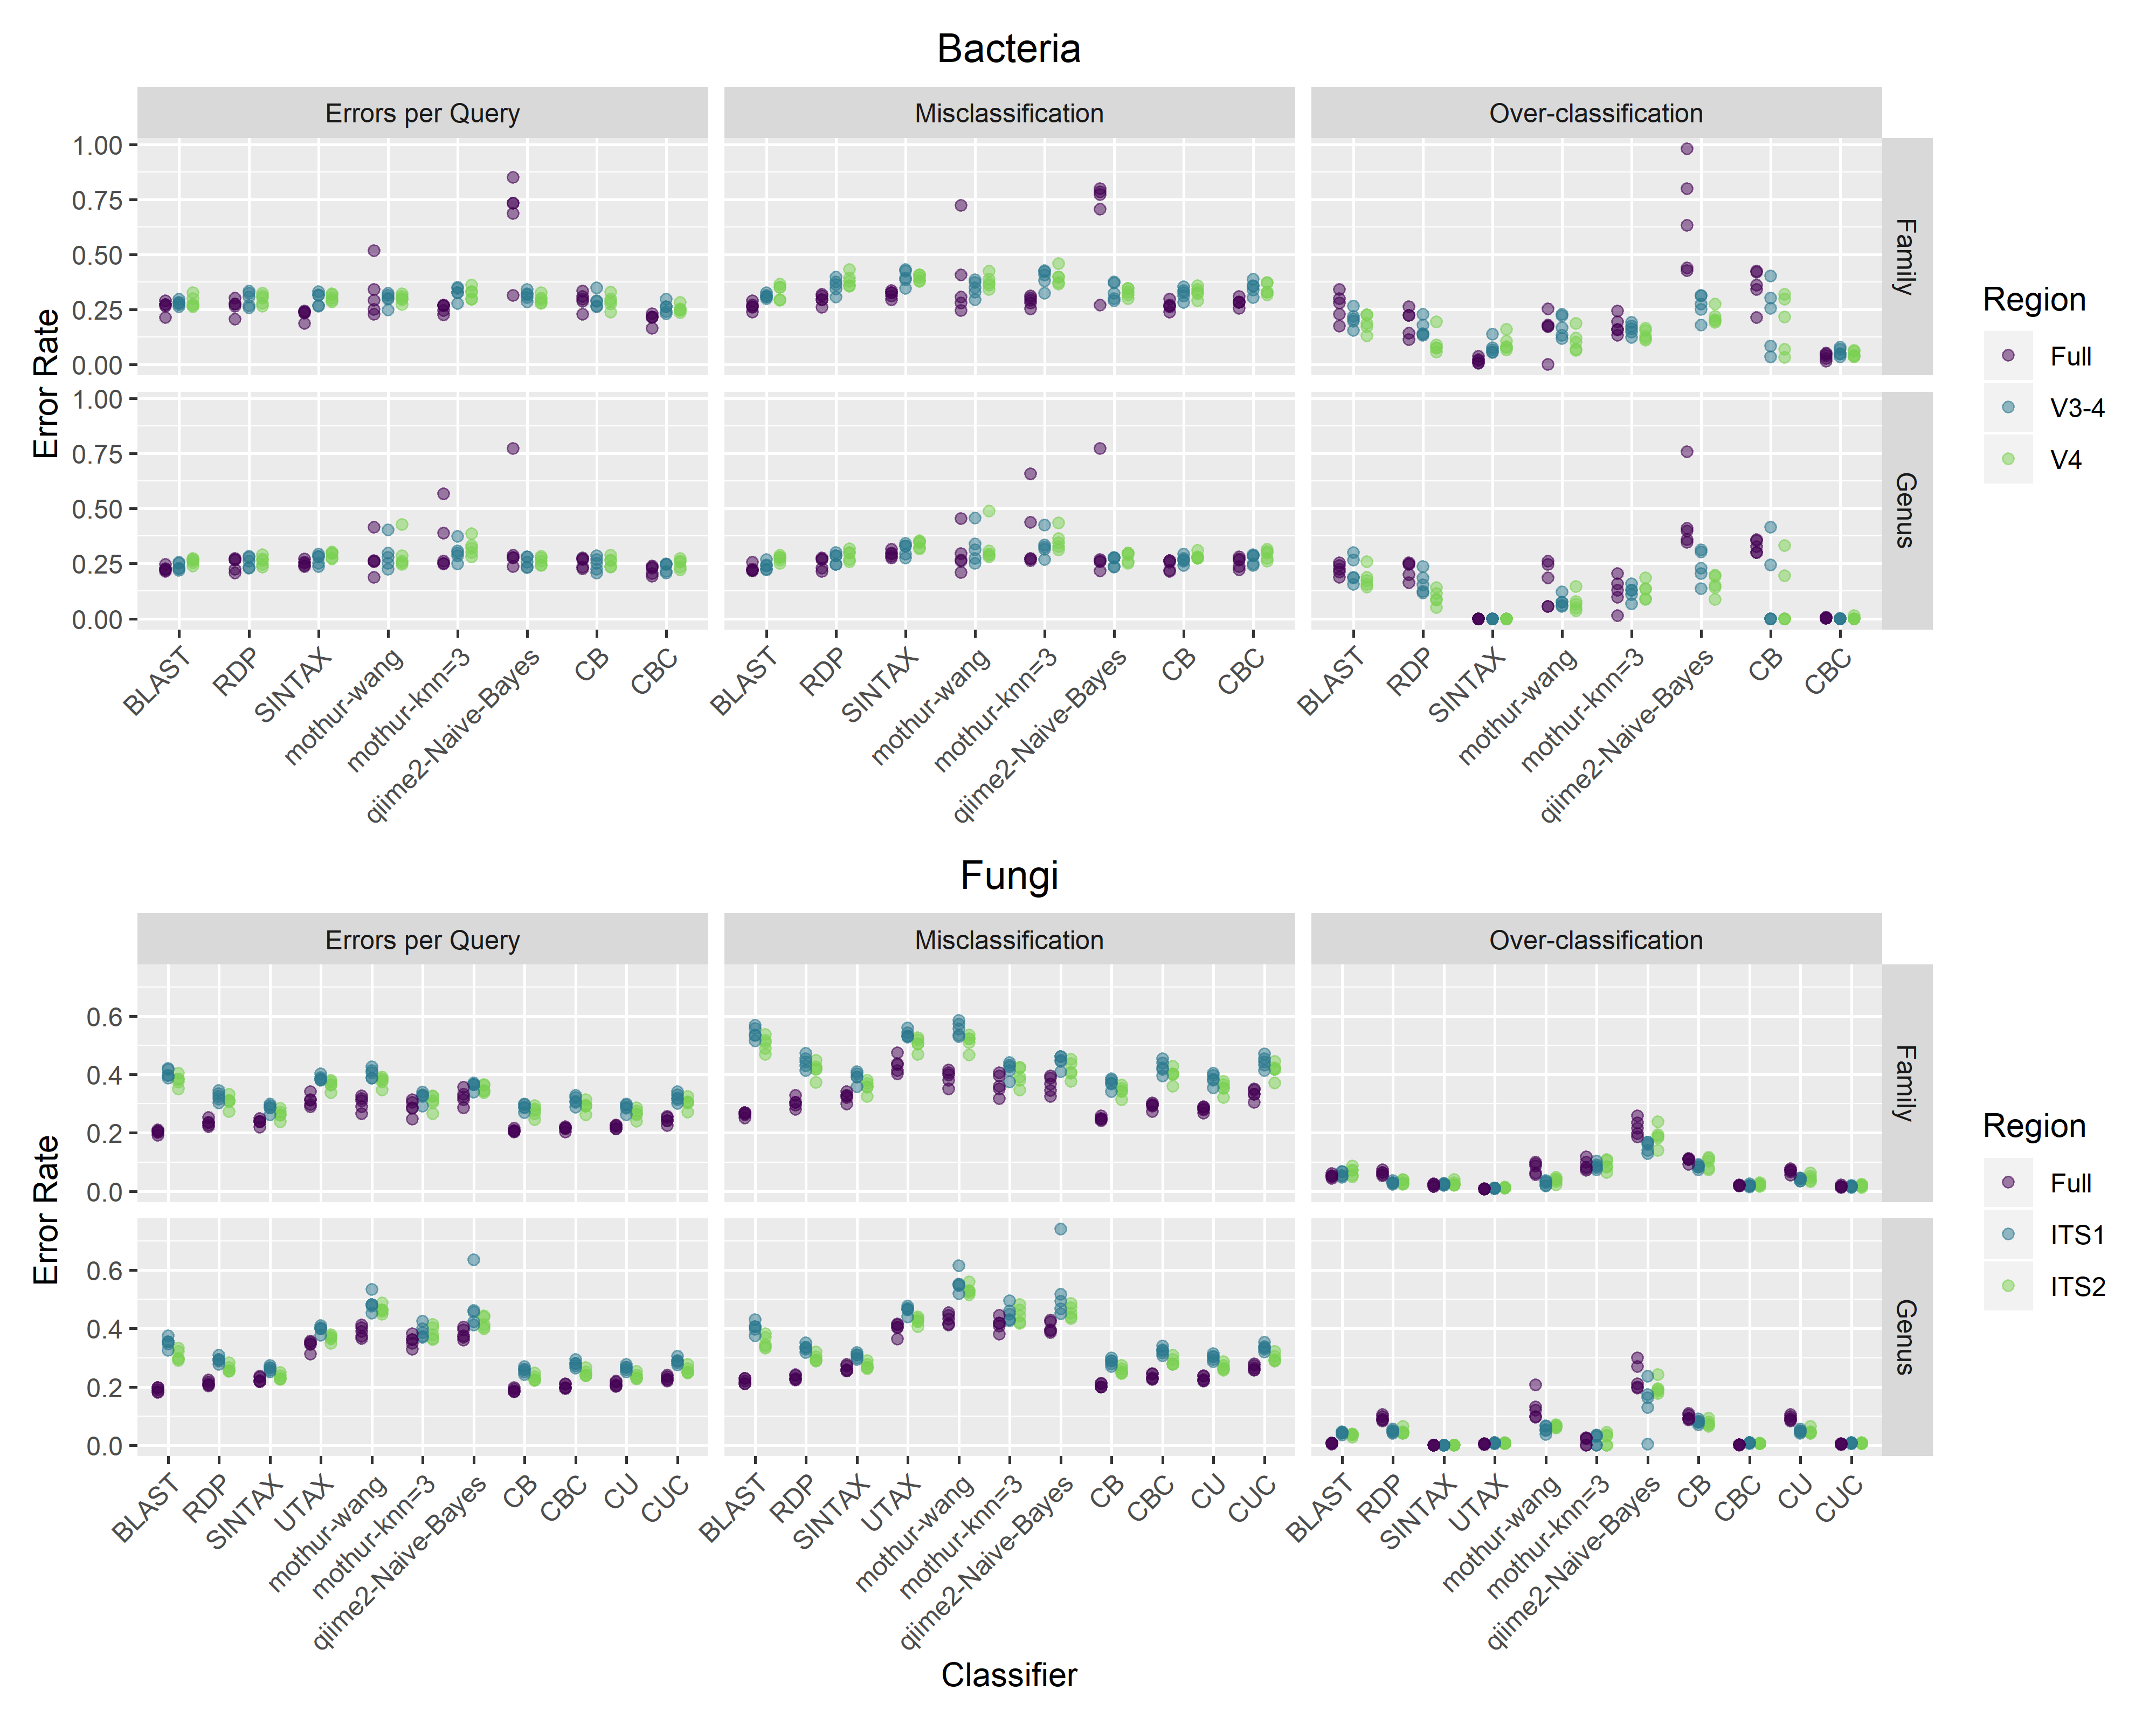 Bacteria
Errors per Query
Misclassification
Over-classification
Error Rate
1.00
0.75
0.50
0.25
0.00
Family
1.00
0.75
0.50
0.25
0.00
Genus
BLAST
RDP
SINTAX
mothur-wang
mothur-knn=3
qiime2-Naive-Bayes
CB
CBC
BLAST
RDP
SINTAX
mothur-wang
mothur-knn=3
qiime2-Naive-Bayes
CB
CBC
BLAST
RDP
SINTAX
mothur-wang
mothur-knn=3
qiime2-Naive-Bayes
CB
CBC
Region
Full
V3-4
V4
Fungi
Errors per Query
Misclassification
Over-classification
Error Rate
0.6
0.4
0.2
0.0
Family
0.6
0.4
0.2
0.0
Genus
BLAST
RDP
SINTAX
UTAX
mothur-wang
mothur-knn=3
qiime2-Naive-Bayes
CB
CBC
CU
CUC
BLAST
RDP
SINTAX
UTAX
mothur-wang
mothur-knn=3
qiime2-Naive-Bayes
CB
CBC
CU
CUC
BLAST
RDP
SINTAX
UTAX
mothur-wang
mothur-knn=3
qiime2-Naive-Bayes
CB
CBC
CU
CUC
Classifier
Region
Full
ITS1
ITS2